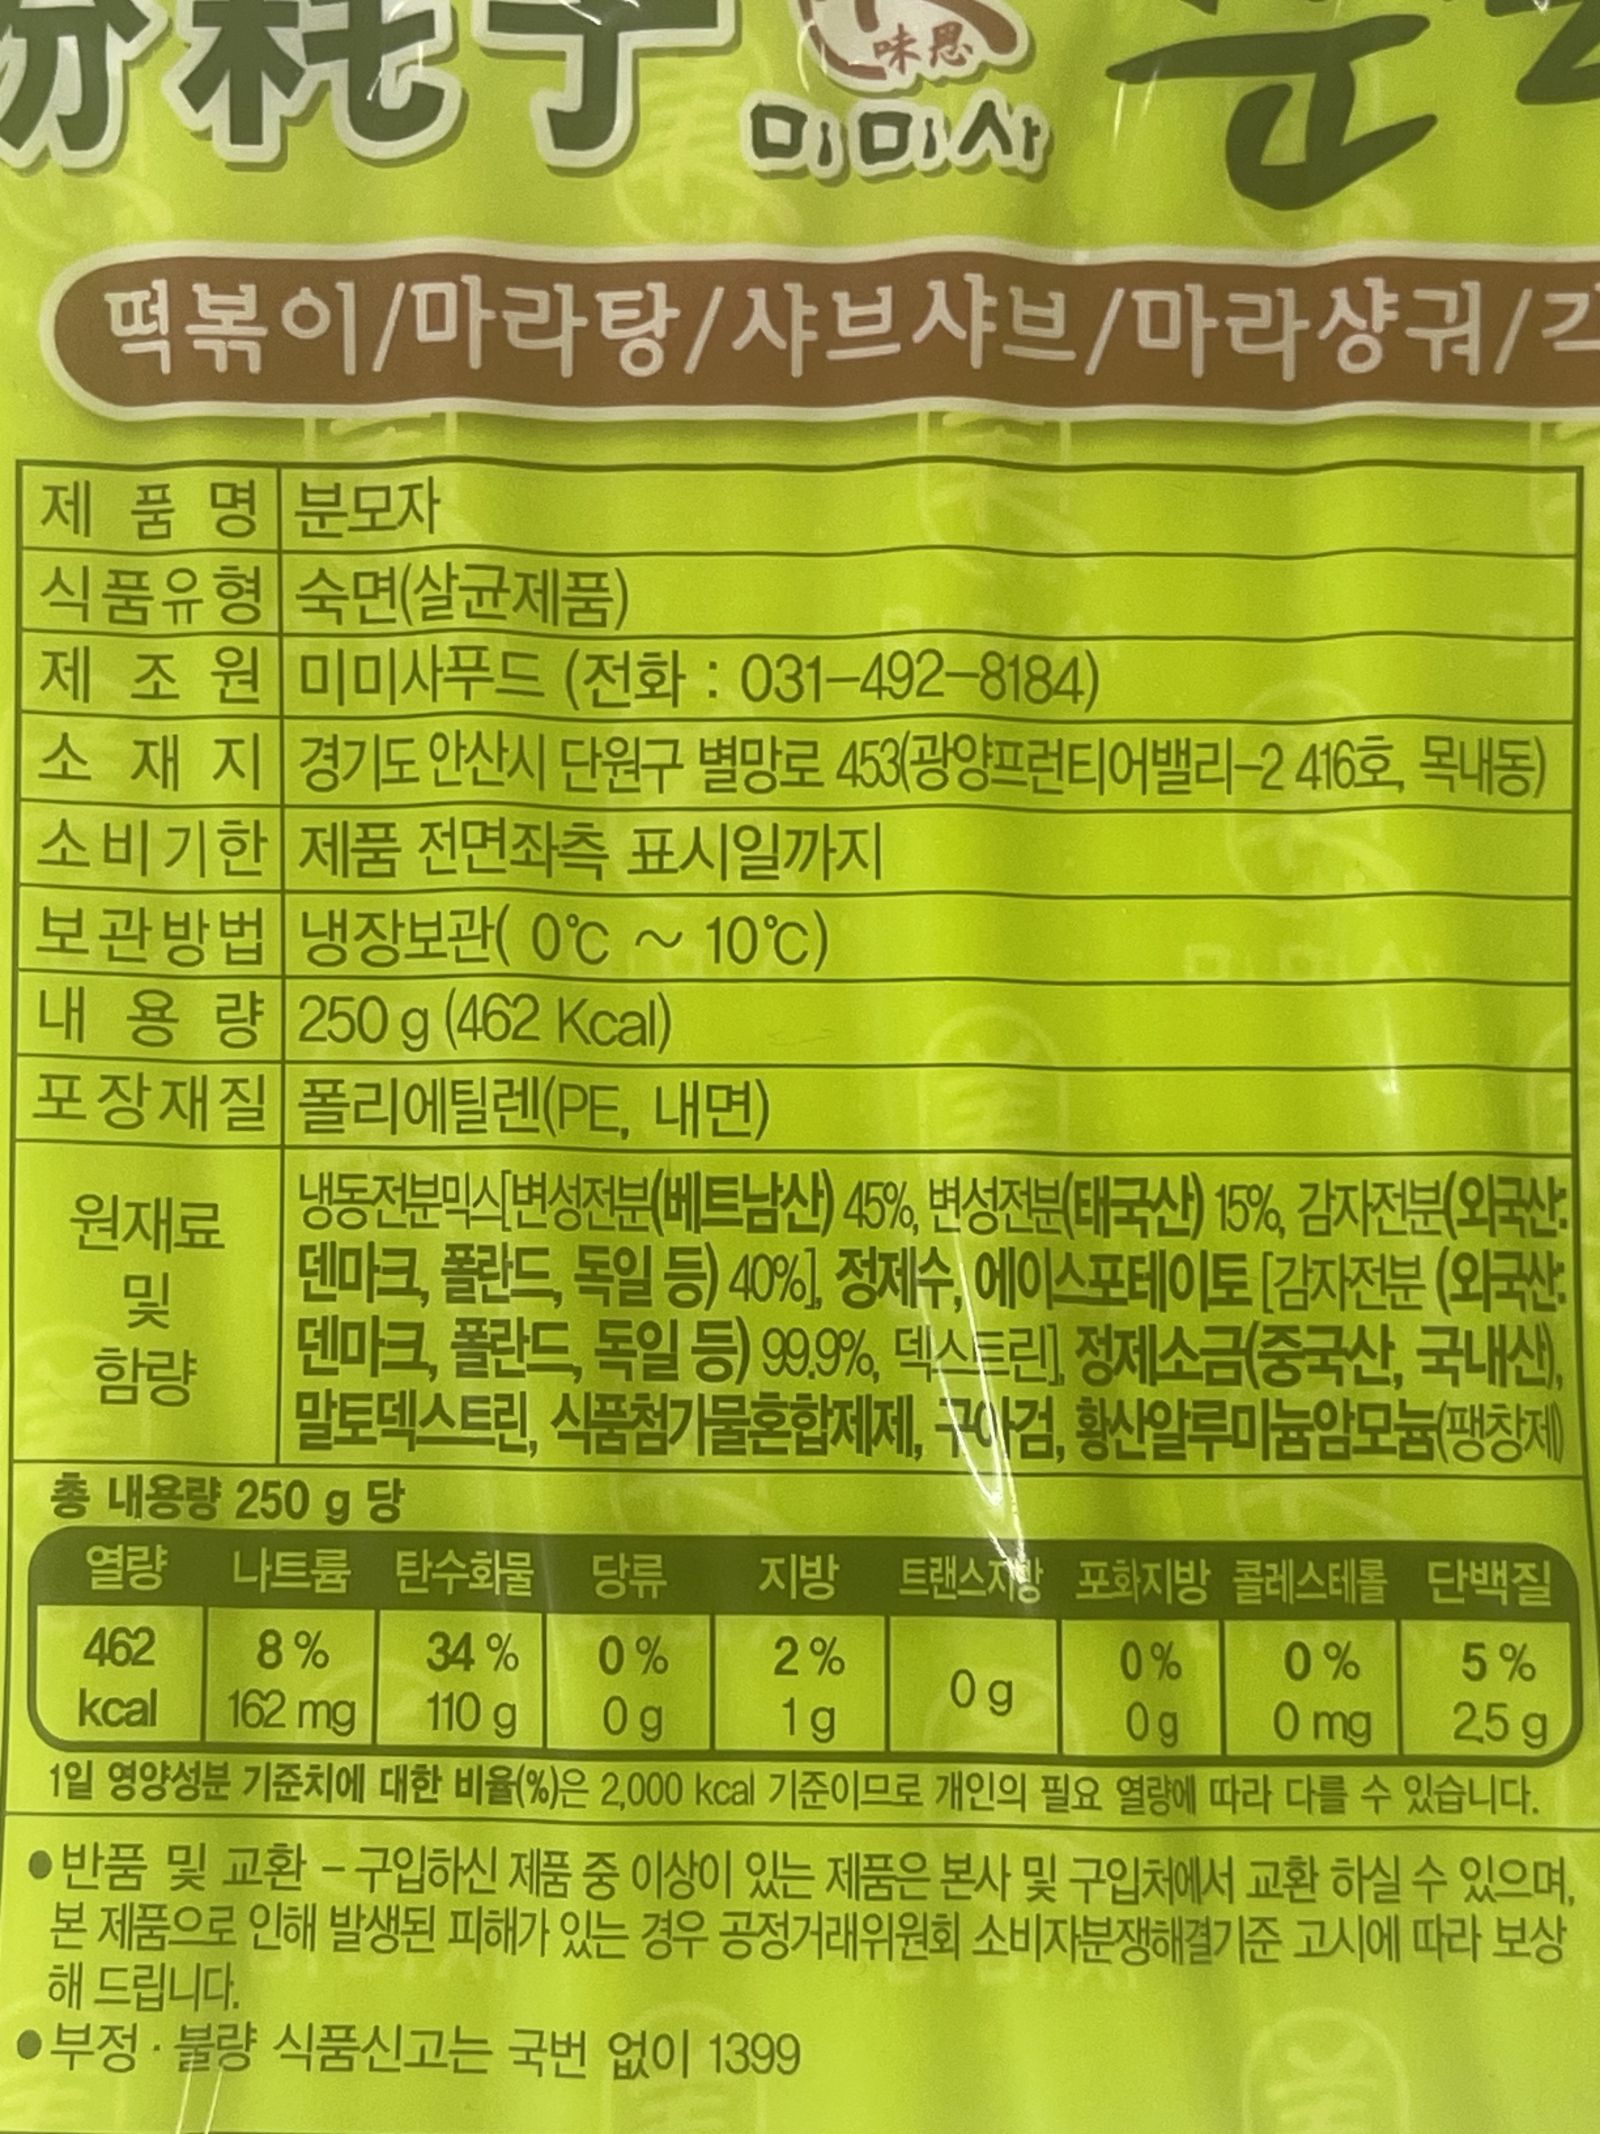 粉耗子
味思
미미사
떡볶이/마라탕/샤브샤브/마라샹궈/
제 품 명 분모자
식품유형 숙면(살균제품)
제 조 원 미미사푸드 (전화 : 031-492-8184)
소 재 지 경기도 안산시 단원구 별망로 453(광양프런티어밸리-2 416호, 목내동)
소비기한 제품 전면좌측 표시일까지
보관방법 냉장보관( 0℃ ~ 10℃)
내 용 량 250 g (462 Kcal)
포장재질 폴리에틸렌(PE, 내면)
원재료 및 함량
냉동전분믹스[변성전분(베트남산) 45%, 변성전분(태국산) 15%, 감자전분(외국산:
덴마크, 폴란드, 독일 등) 40%], 정제수, 에이스포테이토 [감자전분 (외국산:
덴마크, 폴란드, 독일 등) 99.9%, 덱스트린], 정제소금(중국산, 국내산),
말토덱스트린, 식품첨가물혼합제제, 구아검, 황산알루미늄암모늄(팽창제)
총 내용량 250 g 당
열량 나트륨 탄수화물 당류 지방 트랜스지방 포화지방 콜레스테롤 단백질
462 8 % 34 % 0 % 2 % 0 g 0 % 0 % 5 %
kcal 162 mg 110 g 0 g 1 g 0 g 0 mg 2.5 g
1일 영양성분 기준치에 대한 비율(%)은 2,000 kcal 기준이므로 개인의 필요 열량에 따라 다를 수 있습니다.
●반품 및 교환 - 구입하신 제품 중 이상이 있는 제품은 본사 및 구입처에서 교환 하실 수 있으며,
본 제품으로 인해 발생된 피해가 있는 경우 공정거래위원회 소비자분쟁해결기준 고시에 따라 보상
해 드립니다.
●부정 · 불량 식품신고는 국번 없이 1399